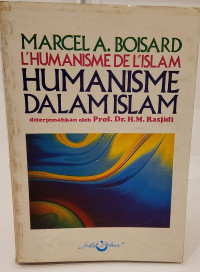 MARCEL A. BOISARD
L'HUMANISME DE L'ISLAM
HUMANISME
DALAM ISLAM
diterjemahkan oleh Prof. Dr. H.M. Rasjidi